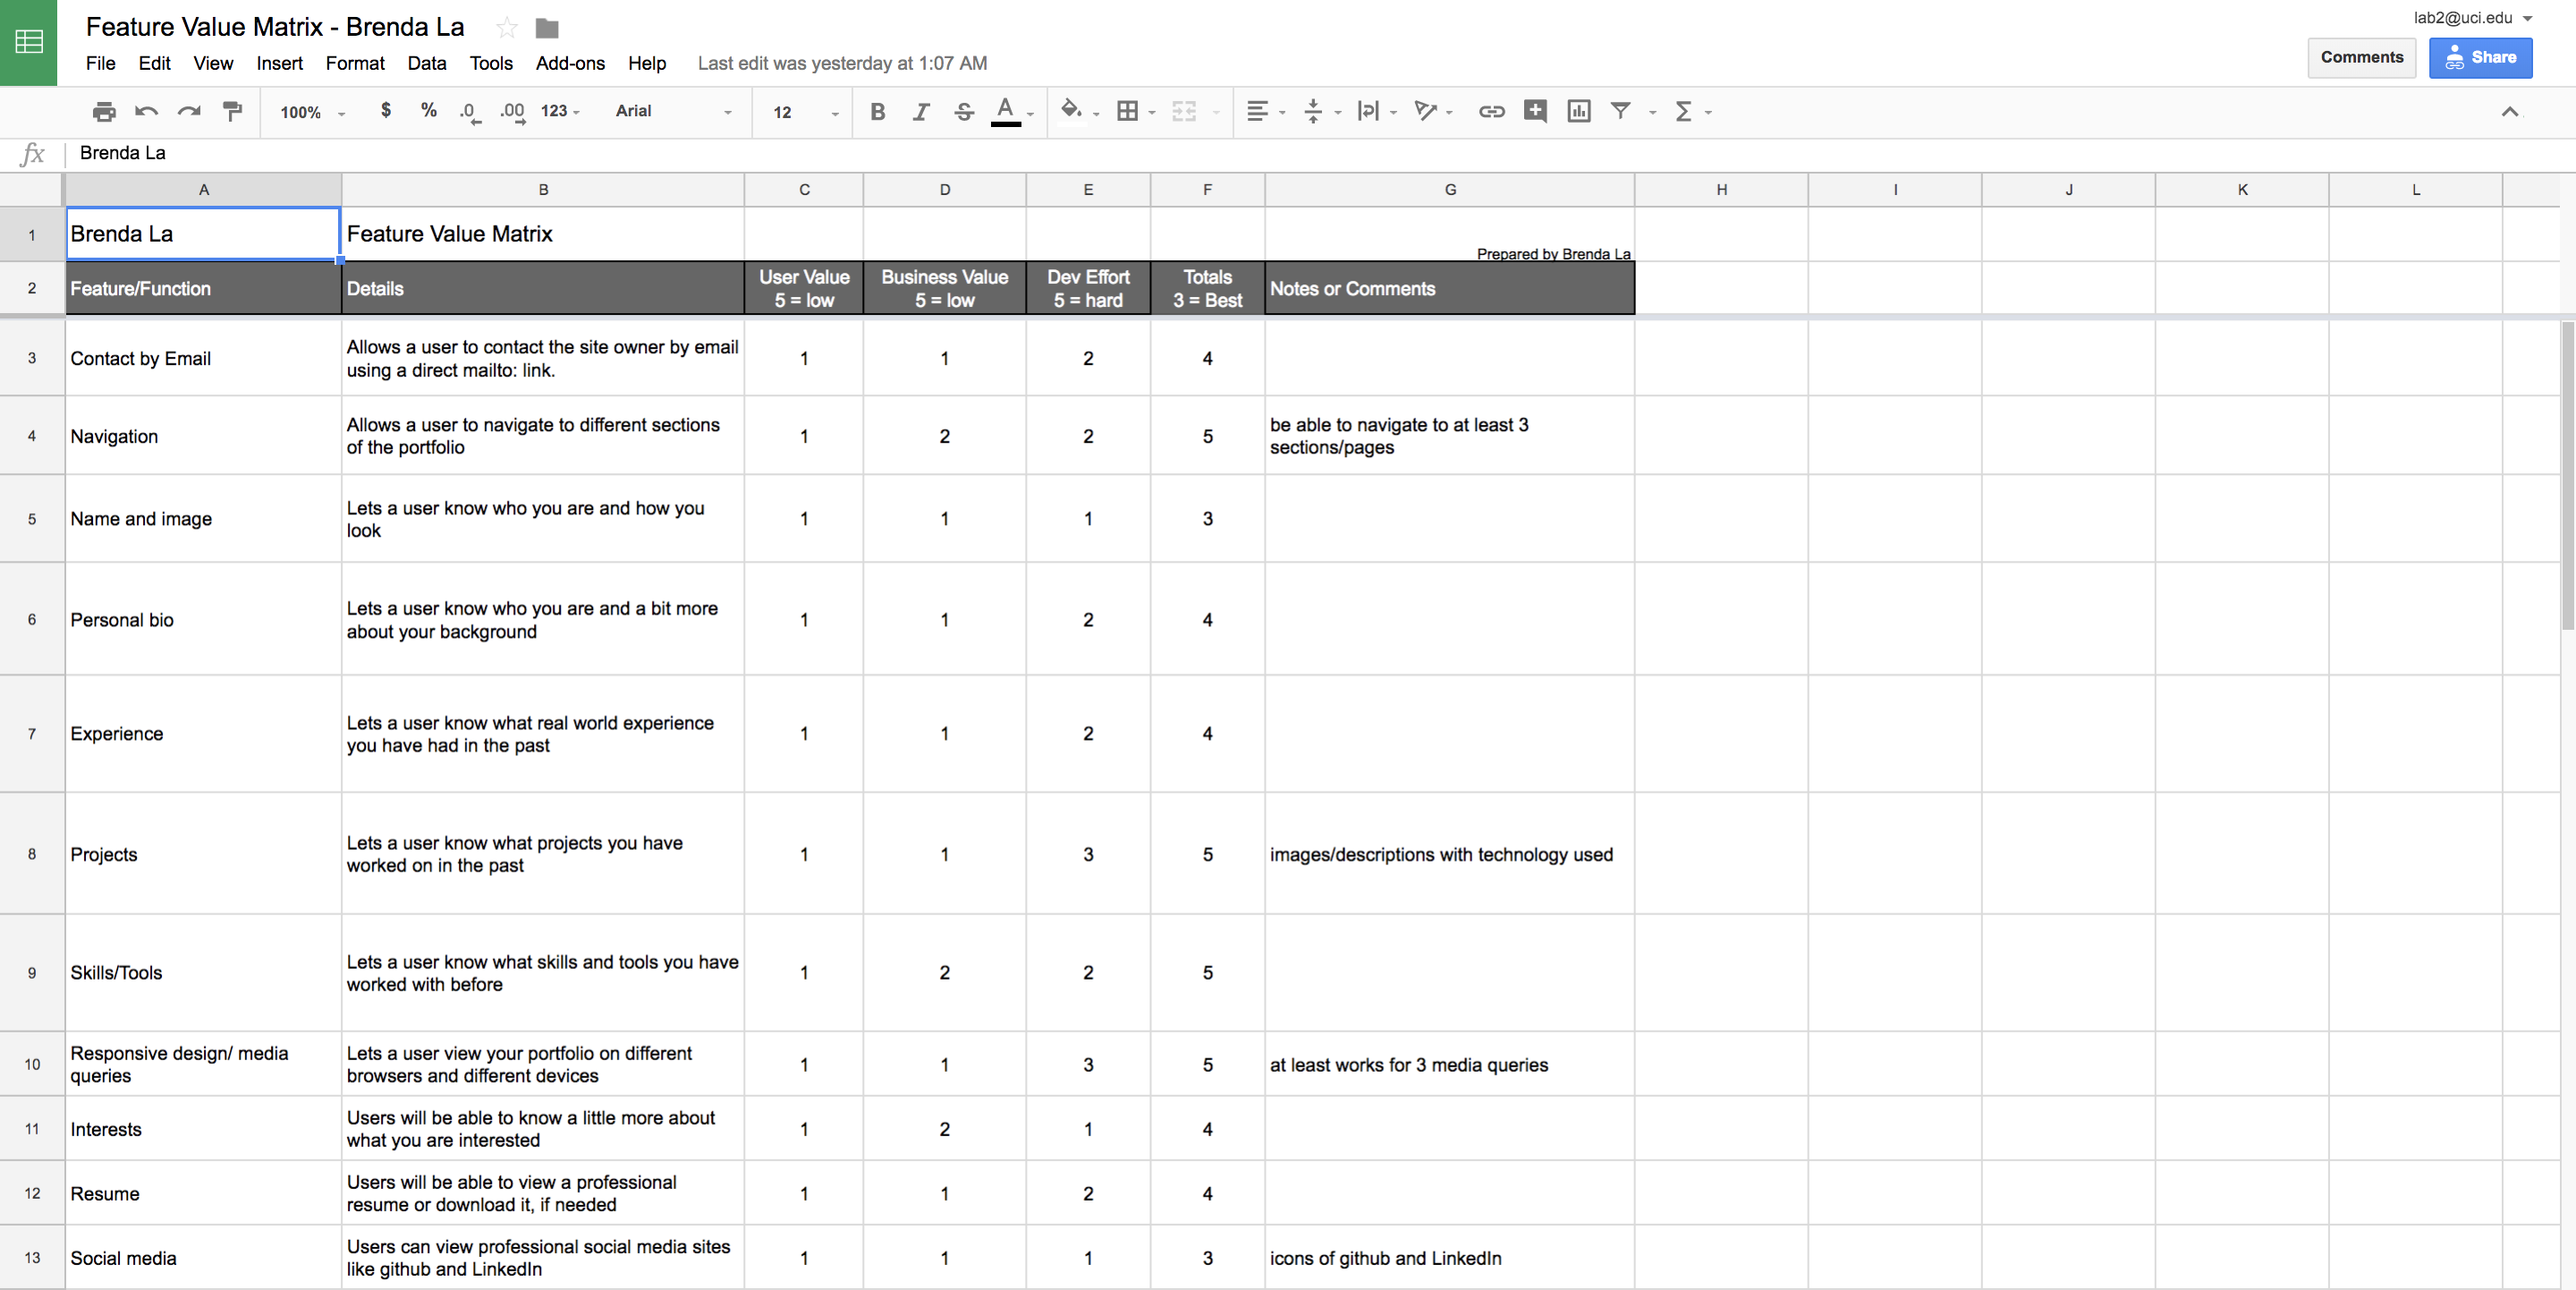 Feature Value Matrix - Brenda La
lab2@uci.edu
File Edit View Insert Format Data Tools Add-ons Help Last edit was yesterday at 1:07 AM
Comments Share
100% $ % .0 .00 123 Arial 12 B I S A Σ
fx Brenda La
A B C D E F G H I J K L
1 Brenda La Feature Value Matrix Prepared by Brenda La
2 Feature/Function Details User Value Business Value Dev Effort Totals Notes or Comments
5 = low 5 = low 5 = hard 3 = Best
3 Contact by Email Allows a user to contact the site owner by email 1 1 2 4
using a direct mailto: link.
4 Navigation Allows a user to navigate to different sections 1 2 2 5 be able to navigate to at least 3
of the portfolio sections/pages
5 Name and image Lets a user know who you are and how you 1 1 1 3
look
6 Personal bio Lets a user know who you are and a bit more 1 1 2 4
about your background
7 Experience Lets a user know what real world experience 1 1 2 4
you have had in the past
8 Projects Lets a user know what projects you have 1 1 3 5 images/descriptions with technology used
worked on in the past
9 Skills/Tools Lets a user know what skills and tools you have 1 2 2 5
worked with before
10 Responsive design/ media Lets a user view your portfolio on different 1 1 3 5 at least works for 3 media queries
queries browsers and different devices
11 Interests Users will be able to know a little more about 1 2 1 4
what you are interested
12 Resume Users will be able to view a professional 1 1 2 4
resume or download it, if needed
13 Social media Users can view professional social media sites 1 1 1 3 icons of github and LinkedIn
like github and LinkedIn